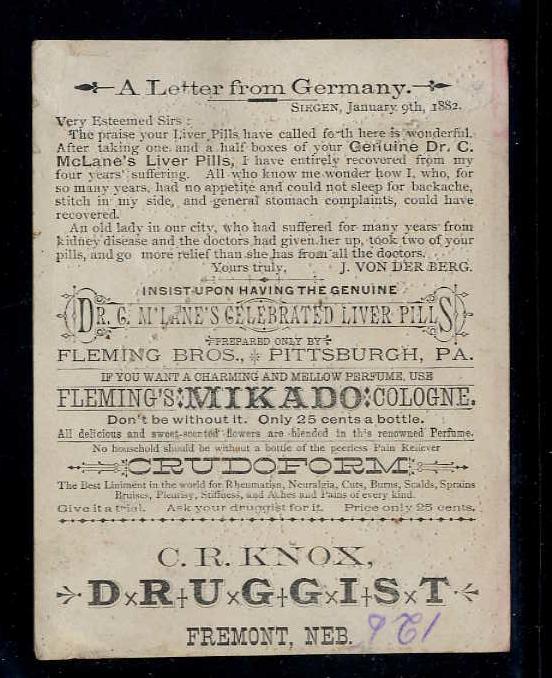 A Letter from Germany.
SIEGEN, January 9th, 1882.
Very Esteemed Sirs :
The praise your Liver Pills have called forth here is wonderful.
After taking one and a half boxes of your Genuine Dr. C.
McLane's Liver Pills, I have entirely recovered from my
four years' suffering. All who know me wonder how I, who, for
so many years, had no appetite and could not sleep for backache,
stitch in my side, and general stomach complaints, could have
recovered.
An old lady in our city, who had suffered for many years from
kidney disease and the doctors had given her up, took two of your
pills, and go more relief than she has from all the doctors.
Yours truly, J. VON DER BERG.
INSIST UPON HAVING THE GENUINE
DR. C. McLANE'S CELEBRATED LIVER PILLS
PREPARED ONLY BY
FLEMING BROS., PITTSBURGH, PA.
IF YOU WANT A CHARMING AND MELLOW PERFUME, USE
FLEMING'S MIKADO COLOGNE.
Don't be without it. Only 25 cents a bottle.
All delicious and sweet-scented flowers are blended in this renowned Perfume.
No household should be without a bottle of the peerless Pain Reliever
CRUDOFORM
The Best Liniment in the world for Rheumatism, Neuralgia, Cuts, Burns, Scalds, Sprains
Bruises, Pleurisy, Stiffness, and Aches and Pains of every kind.
Give it a trial. Ask your druggist for it. Price only 25 cents.
C. R. KNOX,
DRUGGIST
FREMONT, NEB.